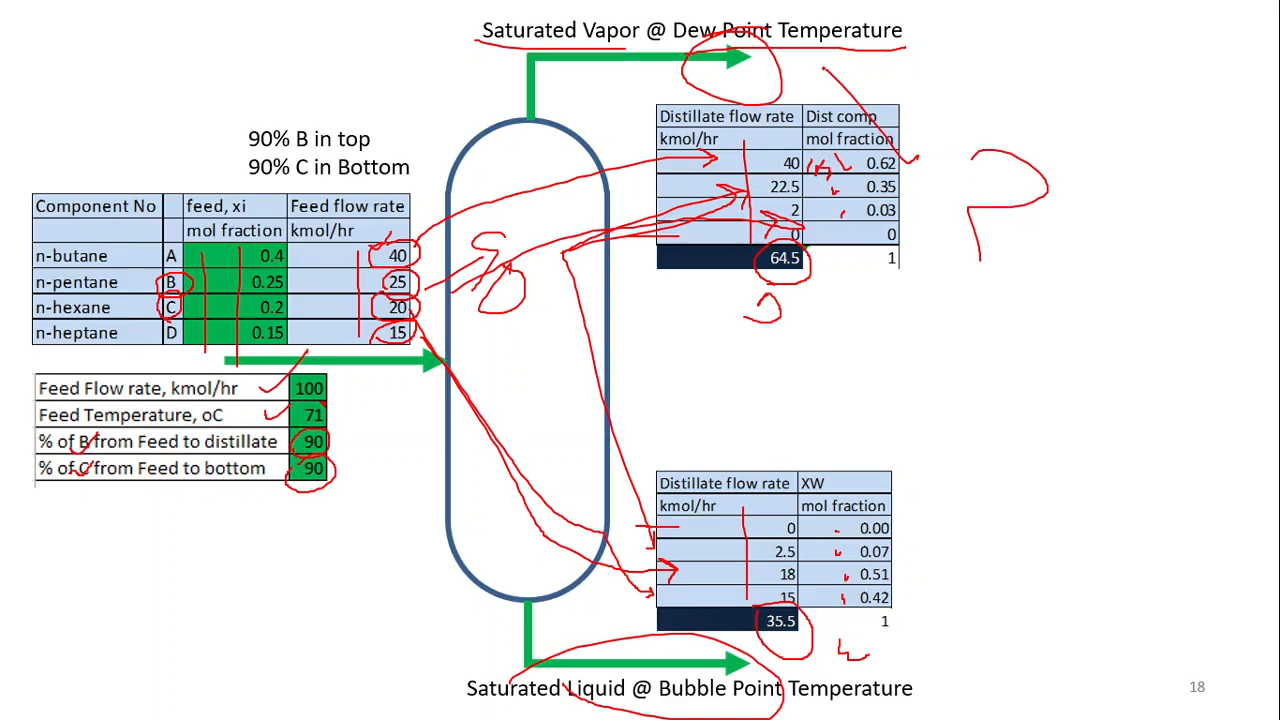 Saturated Vapor @ Dew Point Temperature
90% B in top
90% C in Bottom
Component No feed, xi Feed flow rate
mol fraction kmol/hr
n-butane A 0.4 40
n-pentane B 0.25 25
n-hexane C 0.2 20
n-heptane D 0.15 15
Feed Flow rate, kmol/hr 100
Feed Temperature, oC 71
% of B from Feed to distillate 90
% of C from Feed to bottom 90
Distillate flow rate Dist comp
kmol/hr mol fraction
40 0.62
22.5 0.35
2 0.03
0 0
64.5 1
D
Distillate flow rate XW
kmol/hr mol fraction
0 0.00
2.5 0.07
18 0.51
15 0.42
35.5 1
Saturated Liquid @ Bubble Point Temperature
18